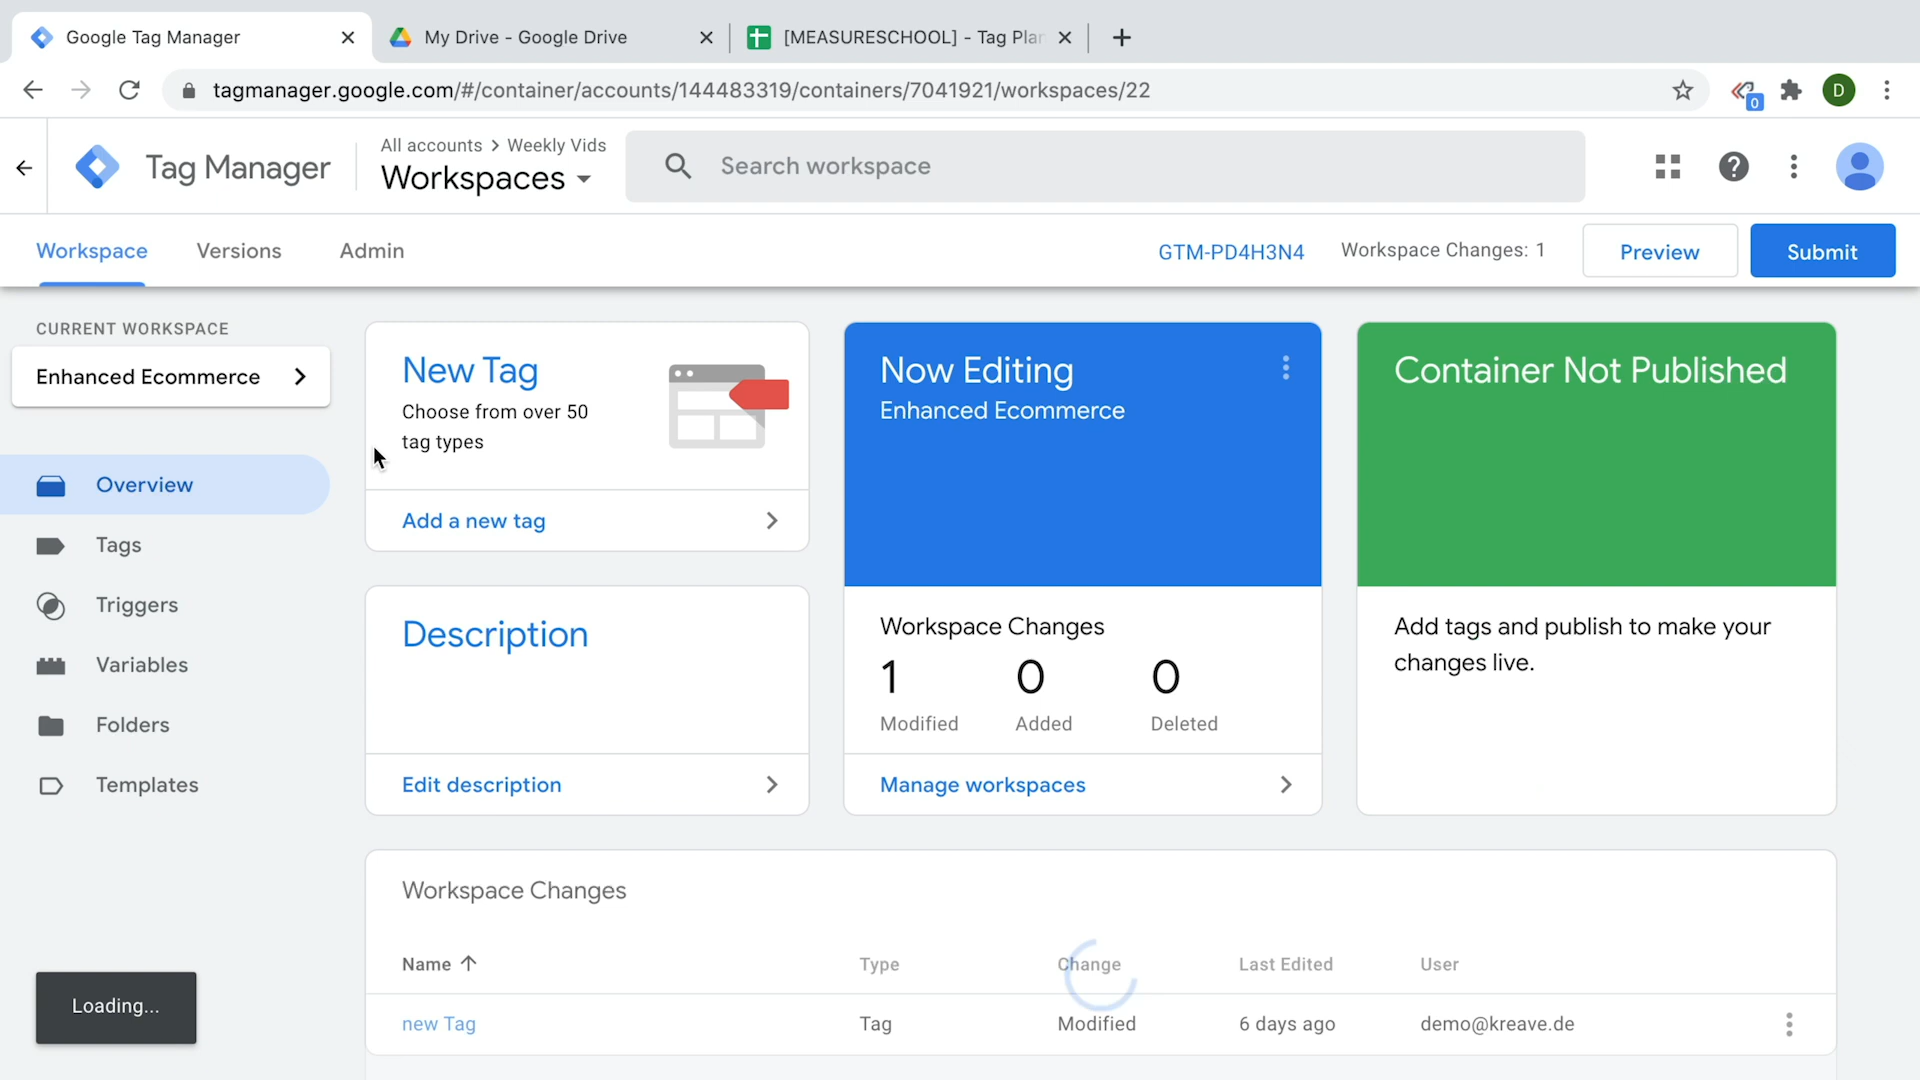 Google Tag Manager
My Drive - Google Drive
[MEASURESCHOOL] - Tag Plan
tagmanager.google.com/#/container/accounts/144483319/containers/7041921/workspaces/22
0
D
Tag Manager
All accounts > Weekly Vids
Workspaces
Search workspace
Workspace
Versions
Admin
GTM-PD4H3N4
Workspace Changes: 1
Preview
Submit
CURRENT WORKSPACE
Enhanced Ecommerce
Overview
Tags
Triggers
Variables
Folders
Templates
Loading...
New Tag
Choose from over 50
tag types
Add a new tag
Description
Edit description
Now Editing
Enhanced Ecommerce
Workspace Changes
1 0 0
Modified Added Deleted
Manage workspaces
Container Not Published
Add tags and publish to make your
changes live.
Workspace Changes
Name Type Change Last Edited User
new Tag Tag Modified 6 days ago demo@kreave.de